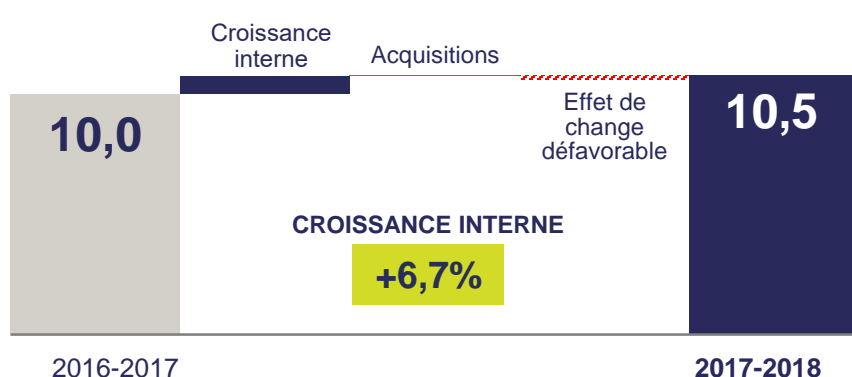 Croissance
interne
Acquisitions
Effet de
change
défavorable
10,0
10,5
CROISSANCE INTERNE
+6,7%
2016-2017
2017-2018